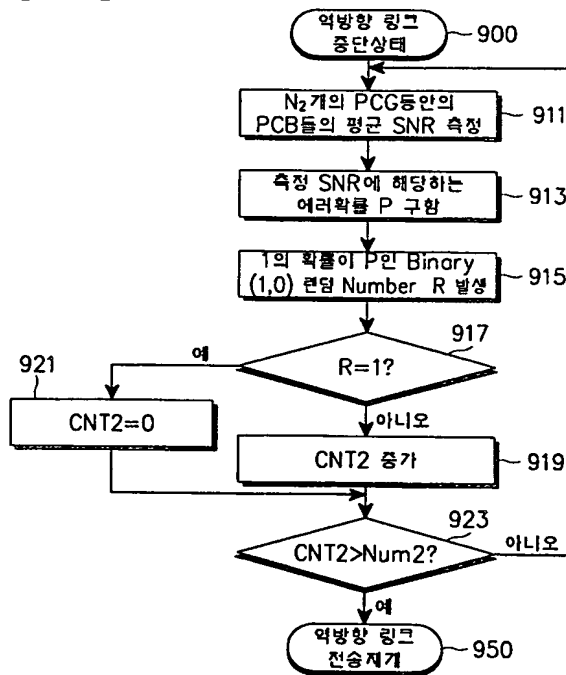 역방향 링크
중단상태
900
N₂개의 PCG동안의
PCB들의 평균 SNR 측정
911
측정 SNR에 해당하는
에러확률 P 구함
913
1의 확률이 P인 Binary
(1,0) 랜덤 Number R 발생
915
917
예
R=1?
921
CNT2=0
아니오
CNT2 증가
919
923
CNT2>Num2?
아니오
예
역방향 링크
전송재개
950